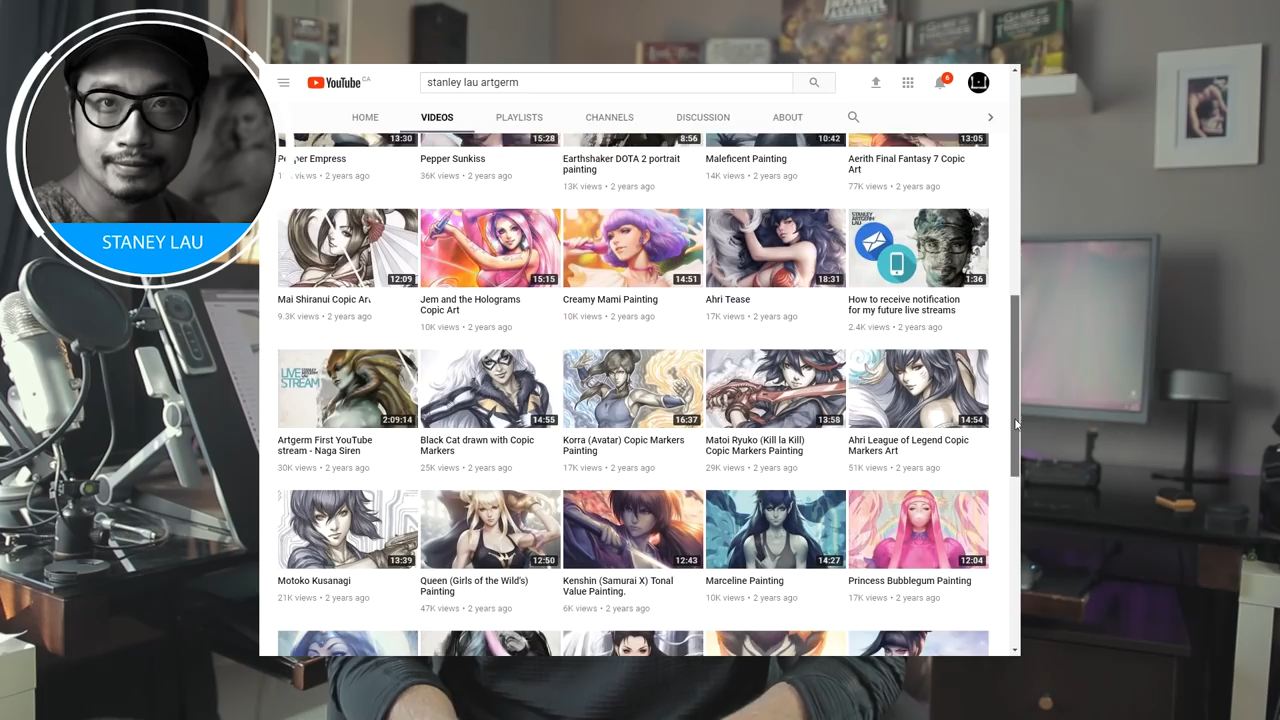 STANEY LAU
YouTube CA
stanley lau artgerm
6
HOME VIDEOS PLAYLISTS CHANNELS DISCUSSION ABOUT
13:30 15:28 8:56 10:42 13:05
Empress
views • 2 years ago
Pepper Sunkiss
36K views • 2 years ago
Earthshaker DOTA 2 portrait
painting
13K views • 2 years ago
Maleficent Painting
14K views • 2 years ago
Aerith Final Fantasy 7 Copic
Art
77K views • 2 years ago
12:09 15:15 14:51 18:31 1:36
Mai Shiranui Copic
9.3K views • 2 years ago
Jem and the Holograms
Copic Art
10K views • 2 years ago
Creamy Mami Painting
10K views • 2 years ago
Ahri Tease
17K views • 2 years ago
STANLEY
ARTGERM
LAU
How to receive notification
for my future live streams
2.4K views • 2 years ago
LIVE
STREAM
2:09:14 14:55 16:37 13:58 14:54
Artgerm First YouTube
stream - Naga Siren
30K views • 2 years ago
Black Cat drawn with Copic
Markers
25K views • 2 years ago
Korra (Avatar) Copic Markers
Painting
17K views • 2 years ago
Matoi Ryuko (Kill la Kill)
Copic Markers Painting
29K views • 2 years ago
Ahri League of Legend Copic
Markers Art
51K views • 2 years ago
13:39 12:50 12:43 14:27 12:04
Motoko Kusanagi
21K views • 2 years ago
Queen (Girls of the Wild's)
Painting
47K views • 2 years ago
Kenshin (Samurai X) Tonal
Value Painting.
6K views • 2 years ago
Marceline Painting
10K views • 2 years ago
Princess Bubblegum Painting
17K views • 2 years ago